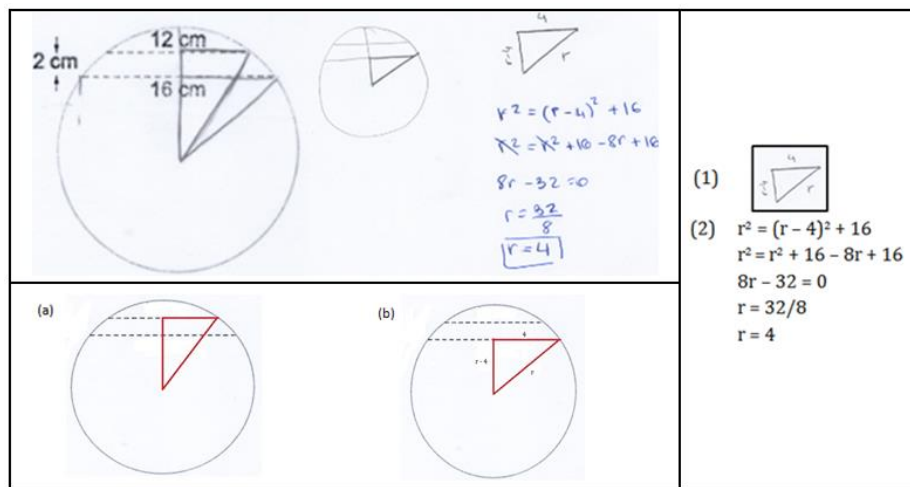 12 cm
2 cm
16 cm
4
r-4
r
r² = (r-4)² + 16
r² = r² + 16 - 8r + 16
8r - 32 = 0
r = 32
8
r = 4
(a)
(b)
4
r-4
r
(1)
4
r-4
r
(2) r² = (r – 4)² + 16
r² = r² + 16 – 8r + 16
8r – 32 = 0
r = 32/8
r = 4